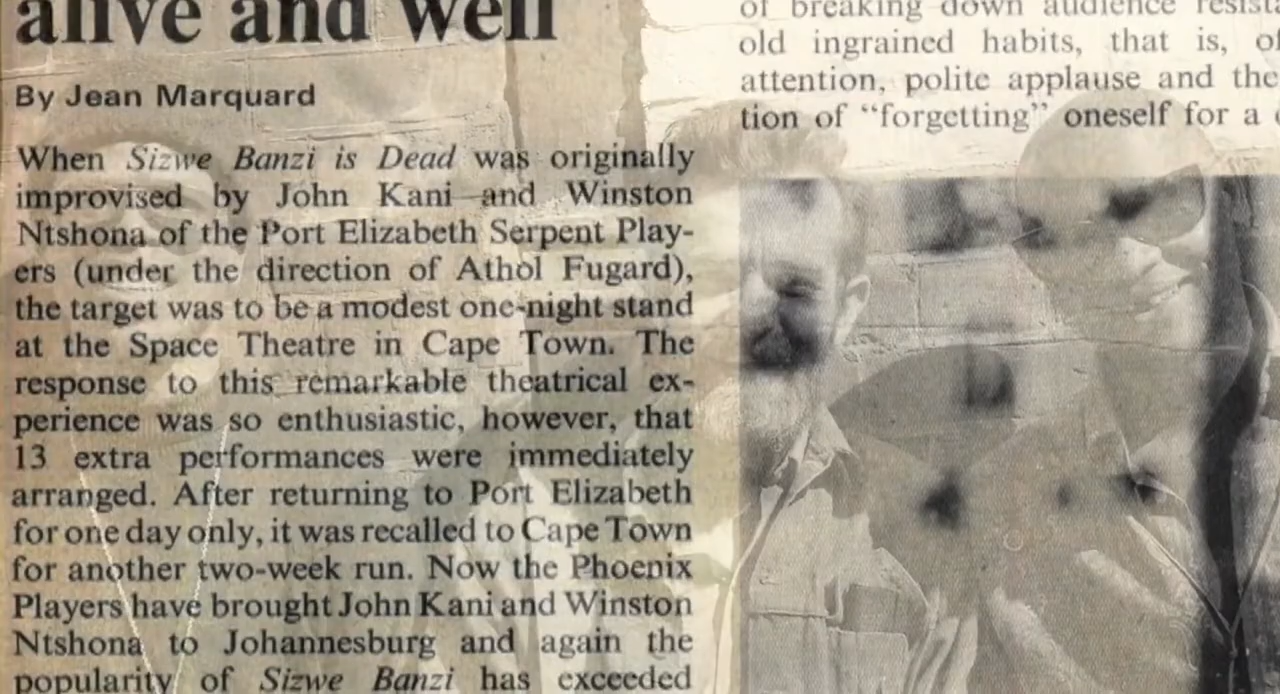 alive and well
By Jean Marquard
When Sizwe Banzi is Dead was originally
improvised by John Kani and Winston
Ntshona of the Port Elizabeth Serpent Play-
ers (under the direction of Athol Fugard),
the target was to be a modest one-night stand
at the Space Theatre in Cape Town. The
response to this remarkable theatrical ex-
perience was so enthusiastic, however, that
13 extra performances were immediately
arranged. After returning to Port Elizabeth
for one day only, it was recalled to Cape Town
for another two-week run. Now the Phoenix
Players have brought John Kani and Winston
Ntshona to Johannesburg and again the
popularity of Sizwe Banzi has exceeded
of breaking down audience
old ingrained habits, that is,
attention, polite applause and the
tion of “forgetting” oneself for a